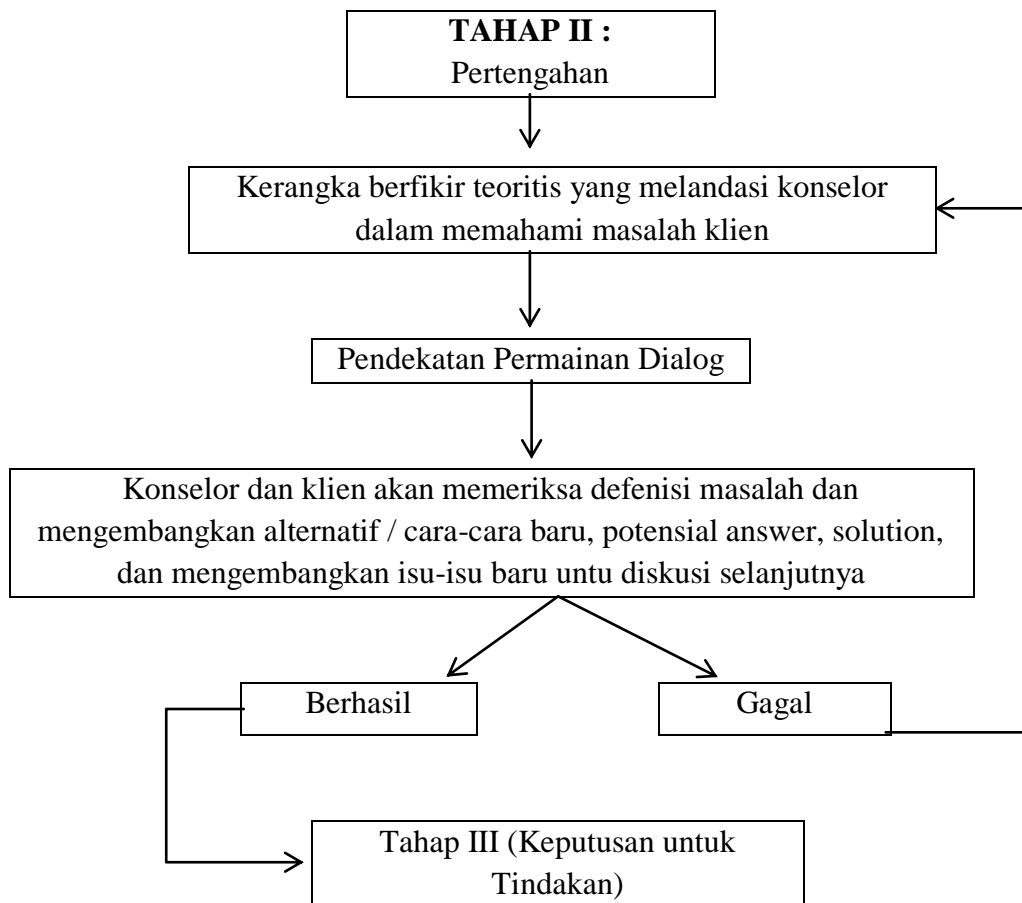 TAHAP II :
Pertengahan
Kerangka berfikir teoritis yang melandasi konselor
dalam memahami masalah klien
Pendekatan Permainan Dialog
Konselor dan klien akan memeriksa defenisi masalah dan
mengembangkan alternatif / cara-cara baru, potensial answer, solution,
dan mengembangkan isu-isu baru untu diskusi selanjutnya
Berhasil
Gagal
Tahap III (Keputusan untuk
Tindakan)